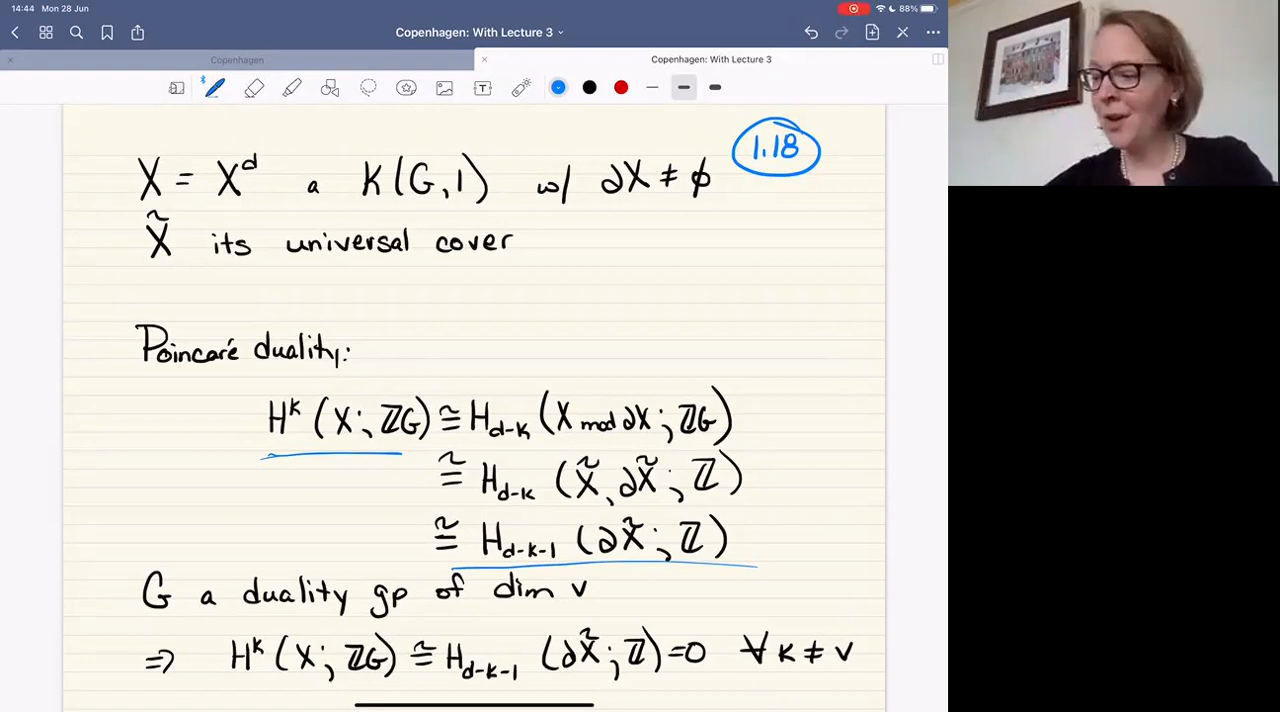 14:44 Mon 28 Jun
88%
Copenhagen: With Lecture 3
Copenhagen
Copenhagen: With Lecture 3
1.18
X = X^d a K(G,1) w/ ∂X ≠ ∅
X̃ its universal cover
Poincaré duality:
H^k (X; ℤG) ≅ H_{d-k} (X mod ∂X; ℤG)
≅ H_{d-k} (X̃, ∂X̃; ℤ)
≅ H_{d-k-1} (∂X̃; ℤ)
G a duality gp of dim ν
⇒ H^k (X; ℤG) ≅ H_{d-k-1} (∂X̃; ℤ) = 0 ∀ k ≠ ν